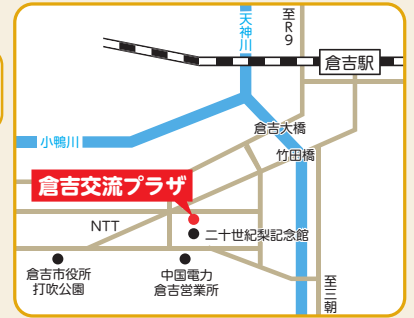 天神川
至R9
倉吉駅
小鴨川
倉吉大橋
竹田橋
倉吉交流プラザ
NTT
二十世紀梨記念館
倉吉市役所
打吹公園
中国電力
倉吉営業所
至三朝